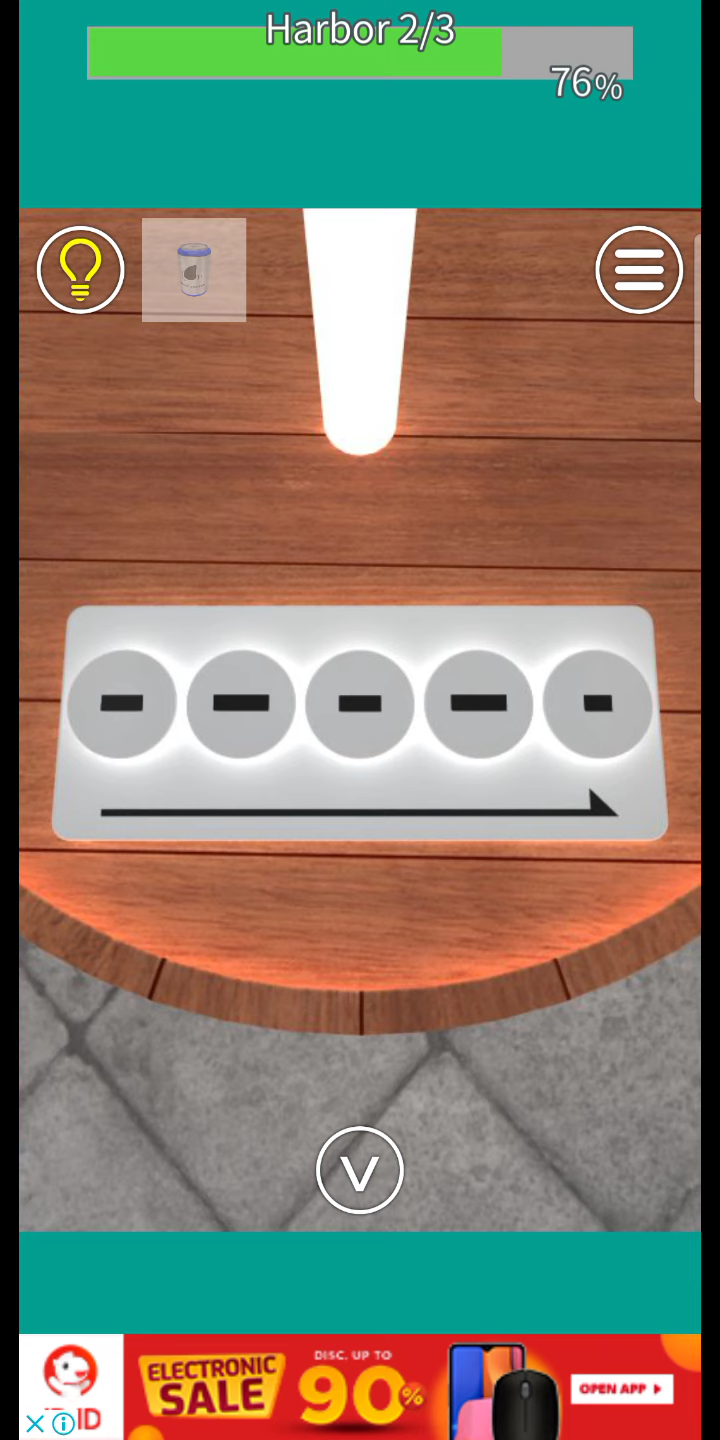 Harbor 2/3
76%
V
ELECTRONIC
SALE
DISC. UP TO
90%
OPEN APP